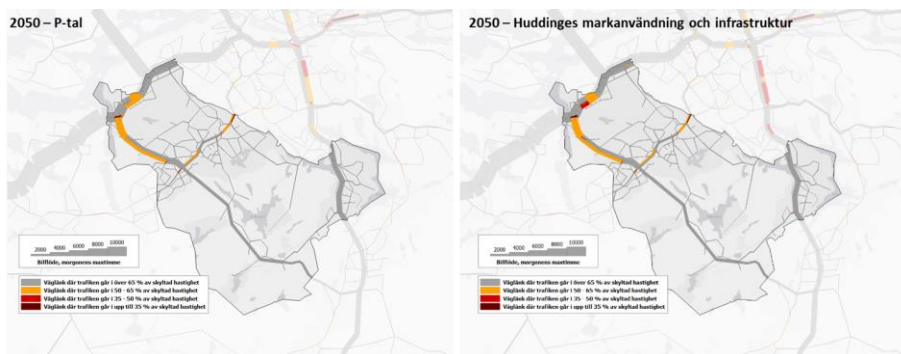 2050 – P-tal
2000 4000 6000 8000 10000
Bilflöde, morgonens maxtimme
Väglänk där trafiken går i över 65 % av skyltad hastighet
Väglänk där trafiken går i 50 - 65 % av skyltad hastighet
Väglänk där trafiken går i 35 - 50 % av skyltad hastighet
Väglänk där trafiken går i upp till 35 % av skyltad hastighet
2050 – Huddinges markanvändning och infrastruktur
2000 4000 6000 8000 10000
Bilflöde, morgonens maxtimme
Väglänk där trafiken går i över 65 % av skyltad hastighet
Väglänk där trafiken går i 50 - 65 % av skyltad hastighet
Väglänk där trafiken går i 35 - 50 % av skyltad hastighet
Väglänk där trafiken går i upp till 35 % av skyltad hastighet